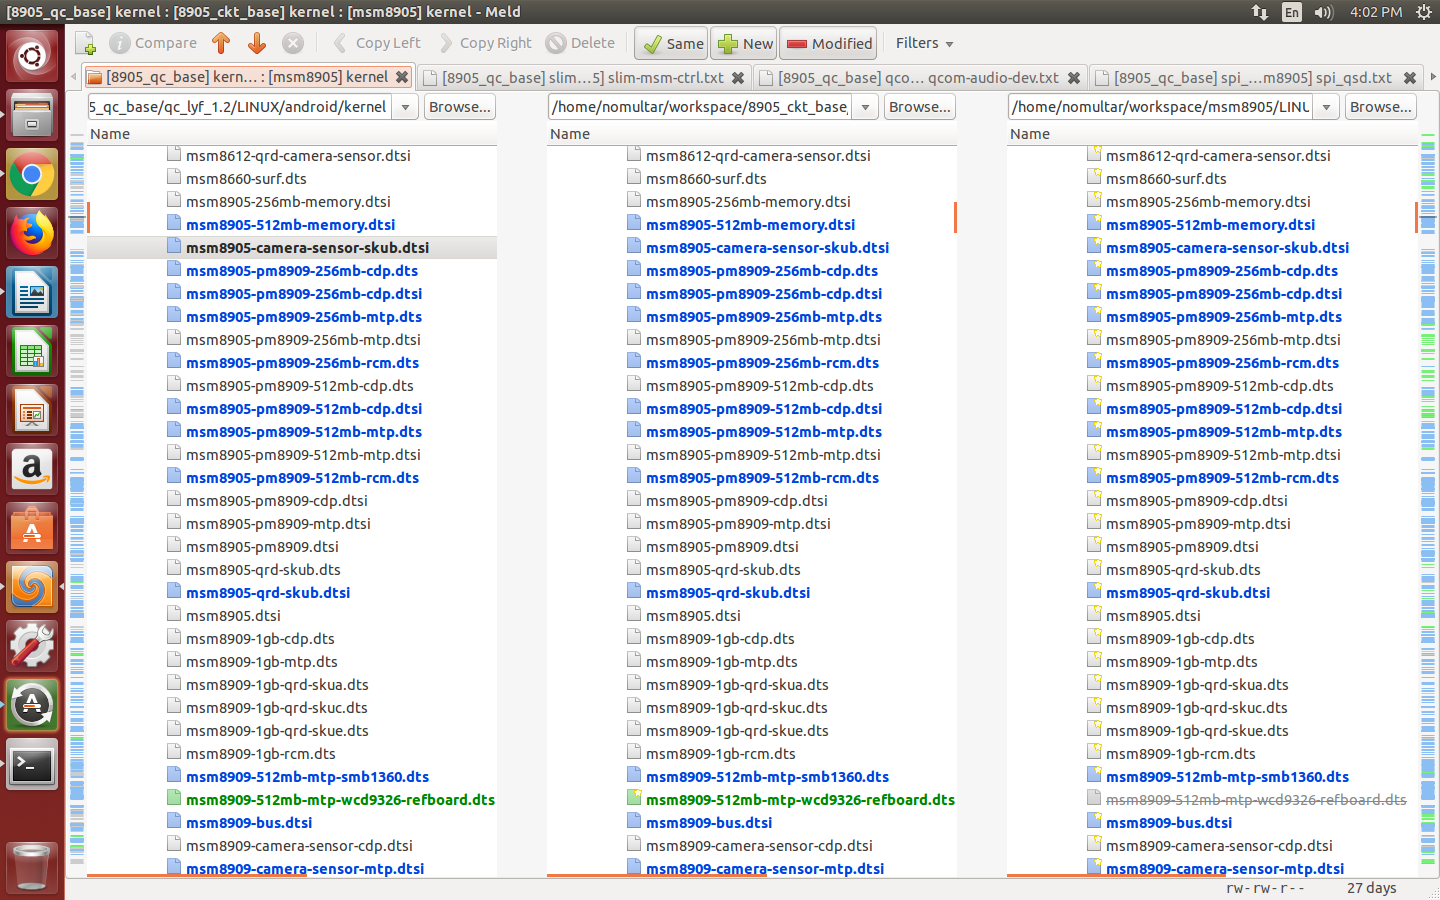 [8905_qc_base] kernel : [8905_ckt_base] kernel : [msm8905] kernel - Meld
En
4:02 PM
Compare
Copy Left
Copy Right
Delete
Same
New
Modified
Filters
[8905_qc_base] kern... : [msm8905] kernel
[8905_qc_base] slim...5] slim-msm-ctrl.txt
[8905_qc_base] qco... qcom-audio-dev.txt
[8905_qc_base] spi_...m8905] spi_qsd.txt
5_qc_base/qc_lyf_1.2/LINUX/android/kernel
Browse...
/home/nomultar/workspace/8905_ckt_base,
Browse...
/home/nomultar/workspace/msm8905/LINU
Browse...
Name
Name
Name
msm8612-qrd-camera-sensor.dtsi
msm8660-surf.dts
msm8905-256mb-memory.dtsi
msm8905-512mb-memory.dtsi
msm8905-camera-sensor-skub.dtsi
msm8905-pm8909-256mb-cdp.dts
msm8905-pm8909-256mb-cdp.dtsi
msm8905-pm8909-256mb-mtp.dts
msm8905-pm8909-256mb-mtp.dtsi
msm8905-pm8909-256mb-rcm.dts
msm8905-pm8909-512mb-cdp.dts
msm8905-pm8909-512mb-cdp.dtsi
msm8905-pm8909-512mb-mtp.dts
msm8905-pm8909-512mb-mtp.dtsi
msm8905-pm8909-512mb-rcm.dts
msm8905-pm8909-cdp.dtsi
msm8905-pm8909-mtp.dtsi
msm8905-pm8909.dtsi
msm8905-qrd-skub.dts
msm8905-qrd-skub.dtsi
msm8905.dtsi
msm8909-1gb-cdp.dts
msm8909-1gb-mtp.dts
msm8909-1gb-qrd-skua.dts
msm8909-1gb-qrd-skuc.dts
msm8909-1gb-qrd-skue.dts
msm8909-1gb-rcm.dts
msm8909-512mb-mtp-smb1360.dts
msm8909-512mb-mtp-wcd9326-refboard.dts
msm8909-bus.dtsi
msm8909-camera-sensor-cdp.dtsi
msm8909-camera-sensor-mtp.dtsi
msm8612-qrd-camera-sensor.dtsi
msm8660-surf.dts
msm8905-256mb-memory.dtsi
msm8905-512mb-memory.dtsi
msm8905-camera-sensor-skub.dtsi
msm8905-pm8909-256mb-cdp.dts
msm8905-pm8909-256mb-cdp.dtsi
msm8905-pm8909-256mb-mtp.dts
msm8905-pm8909-256mb-mtp.dtsi
msm8905-pm8909-256mb-rcm.dts
msm8905-pm8909-512mb-cdp.dts
msm8905-pm8909-512mb-cdp.dtsi
msm8905-pm8909-512mb-mtp.dts
msm8905-pm8909-512mb-mtp.dtsi
msm8905-pm8909-512mb-rcm.dts
msm8905-pm8909-cdp.dtsi
msm8905-pm8909-mtp.dtsi
msm8905-pm8909.dtsi
msm8905-qrd-skub.dts
msm8905-qrd-skub.dtsi
msm8905.dtsi
msm8909-1gb-cdp.dts
msm8909-1gb-mtp.dts
msm8909-1gb-qrd-skua.dts
msm8909-1gb-qrd-skuc.dts
msm8909-1gb-qrd-skue.dts
msm8909-1gb-rcm.dts
msm8909-512mb-mtp-smb1360.dts
msm8909-512mb-mtp-wcd9326-refboard.dts
msm8909-bus.dtsi
msm8909-camera-sensor-cdp.dtsi
msm8909-camera-sensor-mtp.dtsi
msm8612-qrd-camera-sensor.dtsi
msm8660-surf.dts
msm8905-256mb-memory.dtsi
msm8905-512mb-memory.dtsi
msm8905-camera-sensor-skub.dtsi
msm8905-pm8909-256mb-cdp.dts
msm8905-pm8909-256mb-cdp.dtsi
msm8905-pm8909-256mb-mtp.dts
msm8905-pm8909-256mb-mtp.dtsi
msm8905-pm8909-256mb-rcm.dts
msm8905-pm8909-512mb-cdp.dts
msm8905-pm8909-512mb-cdp.dtsi
msm8905-pm8909-512mb-mtp.dts
msm8905-pm8909-512mb-mtp.dtsi
msm8905-pm8909-512mb-rcm.dts
msm8905-pm8909-cdp.dtsi
msm8905-pm8909-mtp.dtsi
msm8905-pm8909.dtsi
msm8905-qrd-skub.dts
msm8905-qrd-skub.dtsi
msm8905.dtsi
msm8909-1gb-cdp.dts
msm8909-1gb-mtp.dts
msm8909-1gb-qrd-skua.dts
msm8909-1gb-qrd-skuc.dts
msm8909-1gb-qrd-skue.dts
msm8909-1gb-rcm.dts
msm8909-512mb-mtp-smb1360.dts
msm8909-512mb-mtp-wcd9326-refboard.dts
msm8909-bus.dtsi
msm8909-camera-sensor-cdp.dtsi
msm8909-camera-sensor-mtp.dtsi
rw-rw-r--
27 days